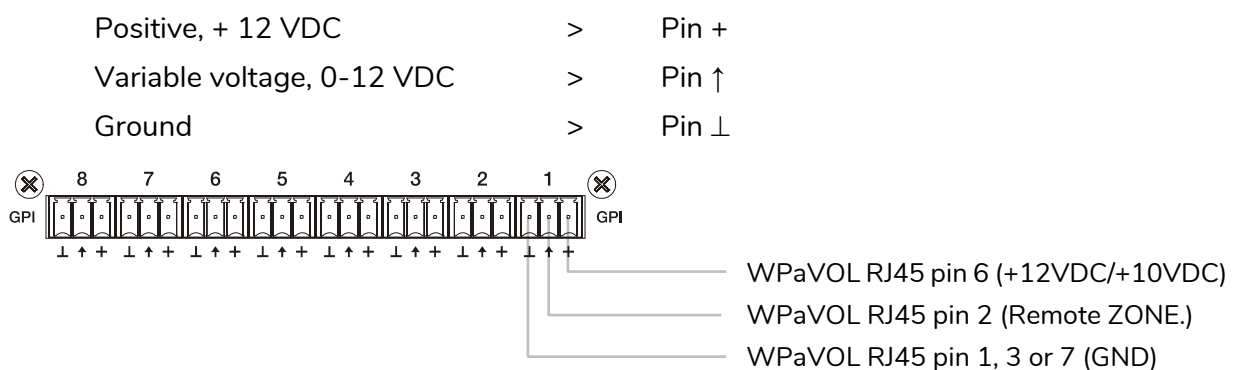 Positive, + 12 VDC > Pin +
Variable voltage, 0-12 VDC > Pin ↑
Ground > Pin ⊥
8 7 6 5 4 3 2 1
GPI GPI
⊥ ↑ + ⊥ ↑ + ⊥ ↑ + ⊥ ↑ + ⊥ ↑ + ⊥ ↑ + ⊥ ↑ + ⊥ ↑ +
WPaVOL RJ45 pin 6 (+12VDC/+10VDC)
WPaVOL RJ45 pin 2 (Remote ZONE.)
WPaVOL RJ45 pin 1, 3 or 7 (GND)